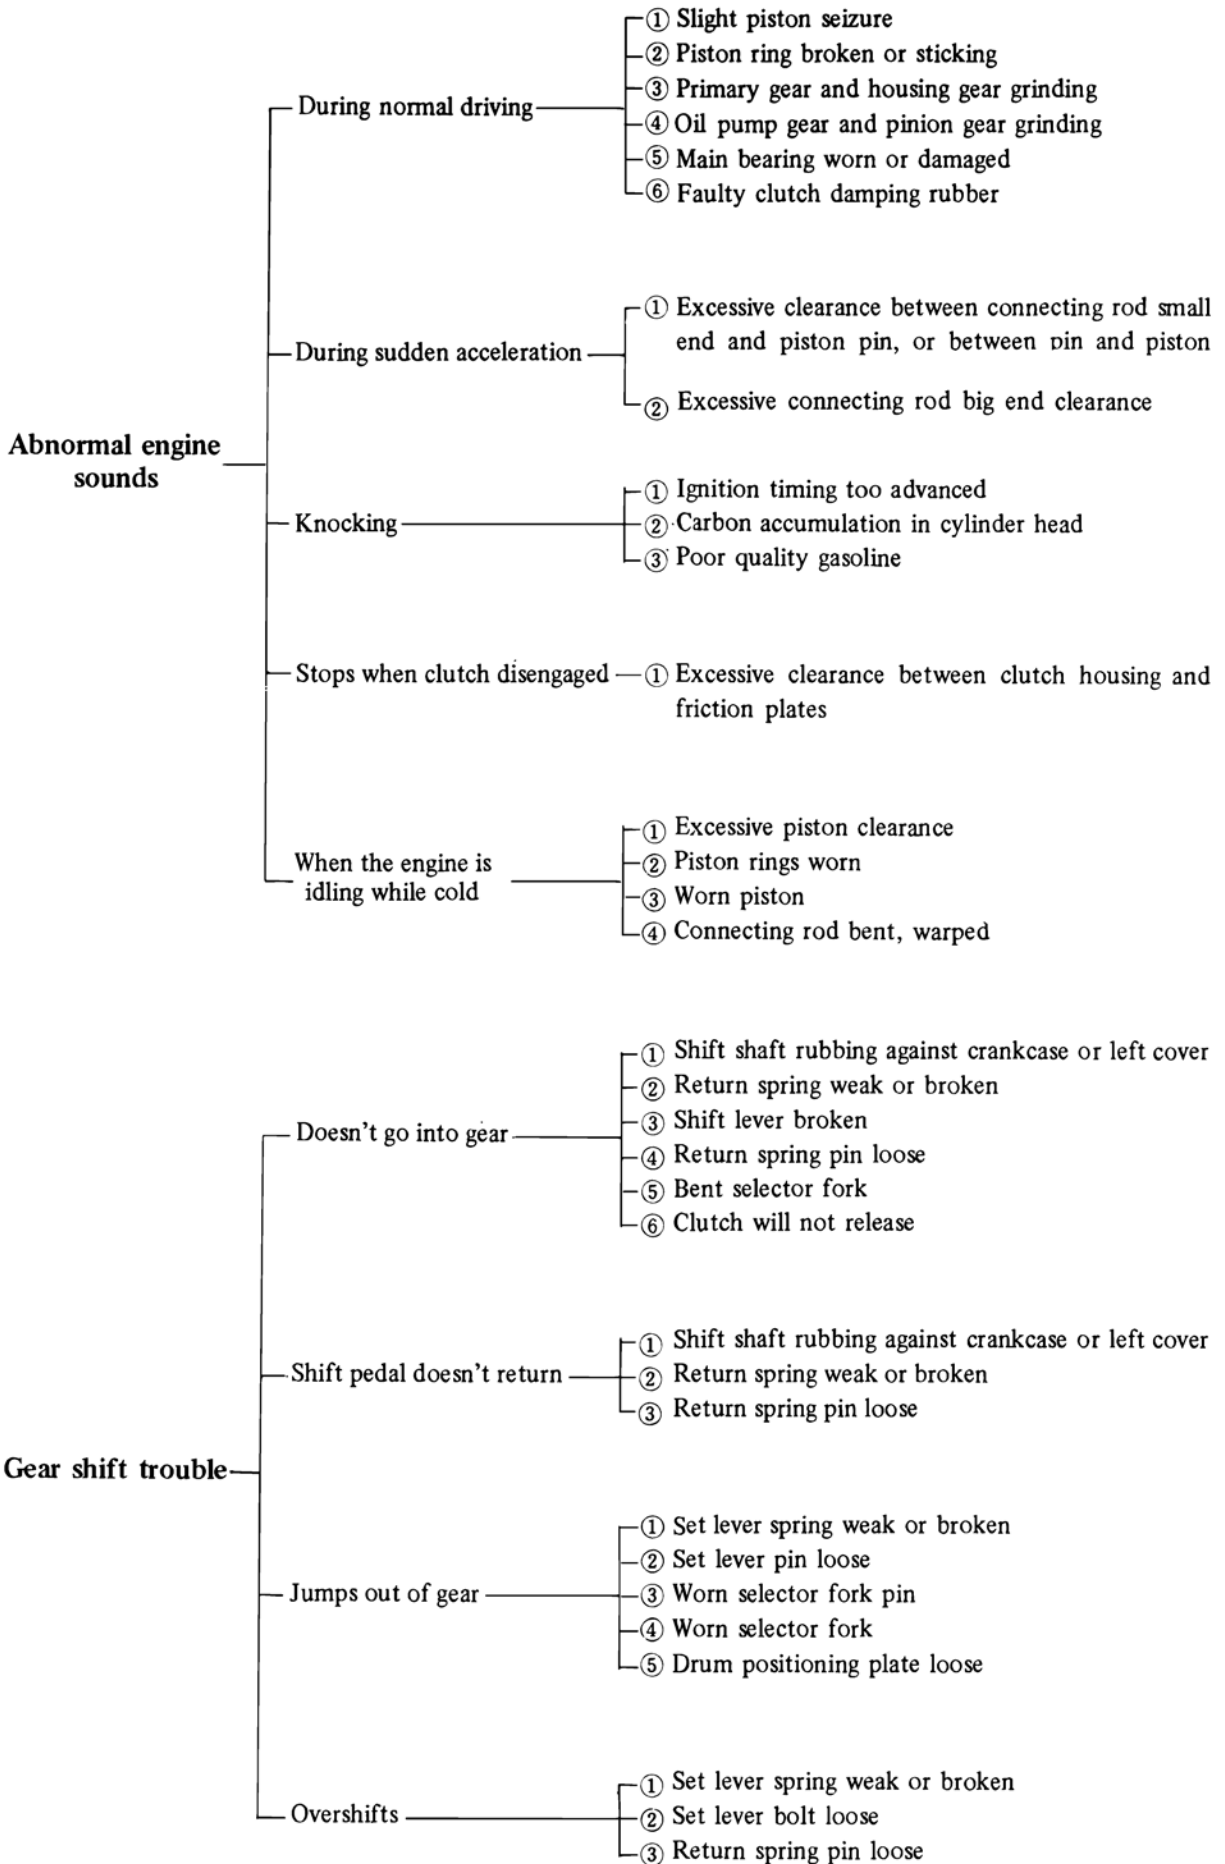 Abnormal engine
sounds
During normal driving
① Slight piston seizure
② Piston ring broken or sticking
③ Primary gear and housing gear grinding
④ Oil pump gear and pinion gear grinding
⑤ Main bearing worn or damaged
⑥ Faulty clutch damping rubber
During sudden acceleration
① Excessive clearance between connecting rod small
end and piston pin, or between pin and piston
② Excessive connecting rod big end clearance
Knocking
① Ignition timing too advanced
② Carbon accumulation in cylinder head
③ Poor quality gasoline
Stops when clutch disengaged
① Excessive clearance between clutch housing and
friction plates
When the engine is
idling while cold
① Excessive piston clearance
② Piston rings worn
③ Worn piston
④ Connecting rod bent, warped
Gear shift trouble
Doesn't go into gear
① Shift shaft rubbing against crankcase or left cover
② Return spring weak or broken
③ Shift lever broken
④ Return spring pin loose
⑤ Bent selector fork
⑥ Clutch will not release
Shift pedal doesn't return
① Shift shaft rubbing against crankcase or left cover
② Return spring weak or broken
③ Return spring pin loose
Jumps out of gear
① Set lever spring weak or broken
② Set lever pin loose
③ Worn selector fork pin
④ Worn selector fork
⑤ Drum positioning plate loose
Overshifts
① Set lever spring weak or broken
② Set lever bolt loose
③ Return spring pin loose